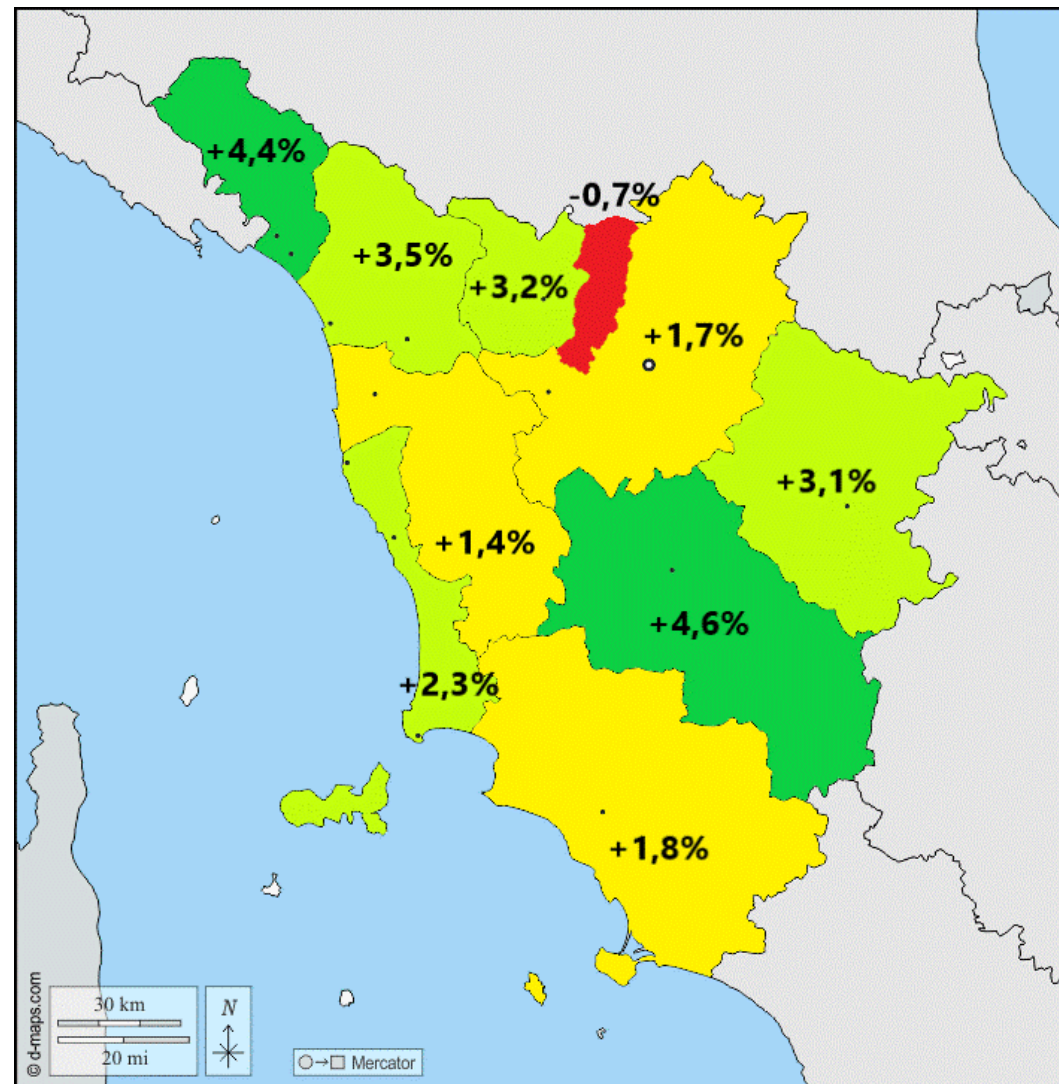 +4,4%
-0,7%
+3,5%
+3,2%
+1,7%
+3,1%
+1,4%
+4,6%
+2,3%
+1,8%
© d-maps.com
30 km
20 mi
N
Mercator